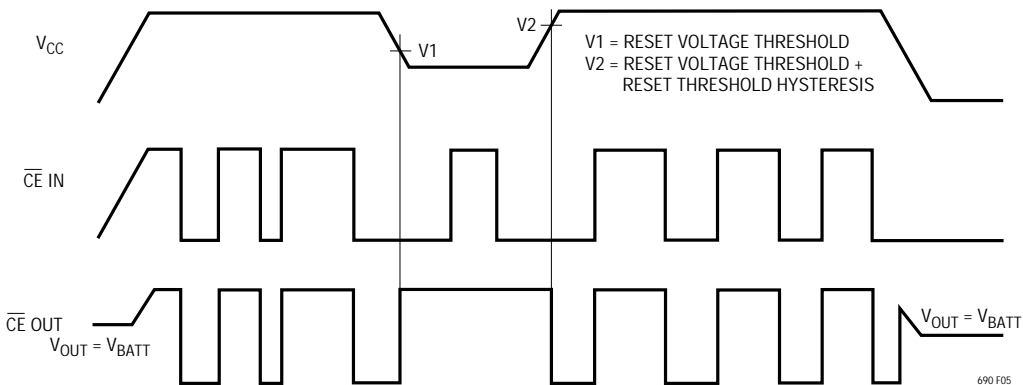 V2
V1 = RESET VOLTAGE THRESHOLD
V2 = RESET VOLTAGE THRESHOLD +
RESET THRESHOLD HYSTERESIS
VCC
V1
CE IN
CE OUT
VOUT = VBATT
VOUT = VBATT
690 F05